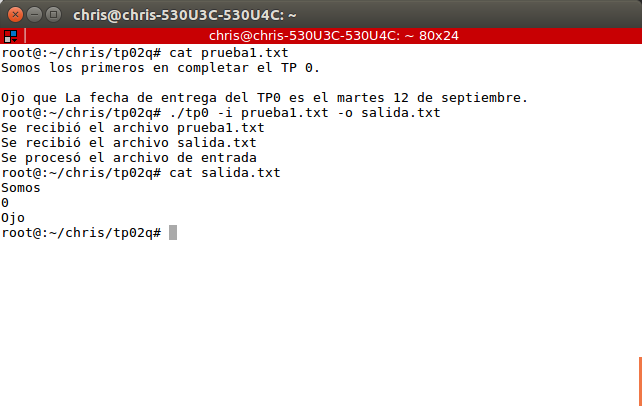 chris@chris-530U3C-530U4C: ~
chris@chris-530U3C-530U4C: ~ 80x24
root@:~/chris/tp02q# cat prueba1.txt
Somos los primeros en completar el TP 0.
Ojo que La fecha de entrega del TP0 es el martes 12 de septiembre.
root@:~/chris/tp02q# ./tp0 -i prueba1.txt -o salida.txt
Se recibió el archivo prueba1.txt
Se recibió el archivo salida.txt
Se procesó el archivo de entrada
root@:~/chris/tp02q# cat salida.txt
Somos
0
Ojo
root@:~/chris/tp02q#